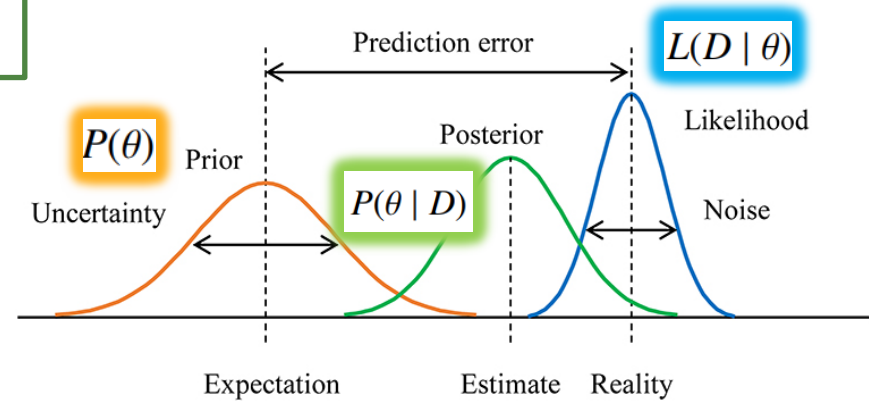 Prediction error
L(D | θ)
P(θ)
Prior
Posterior
Likelihood
Uncertainty
P(θ | D)
Noise
Expectation
Estimate
Reality